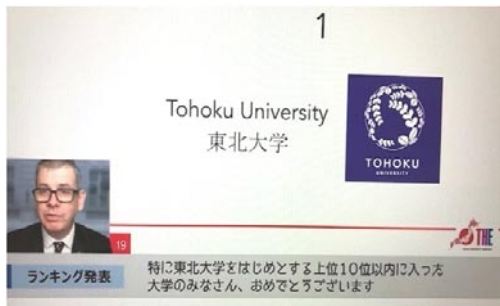 1
Tohoku University
東北大学
TOHOKU
UNIVERSITY
19
THE
ランキング発表
特に東北大学をはじめとする上位10位以内に入った
大学のみなさん、おめでとうございます